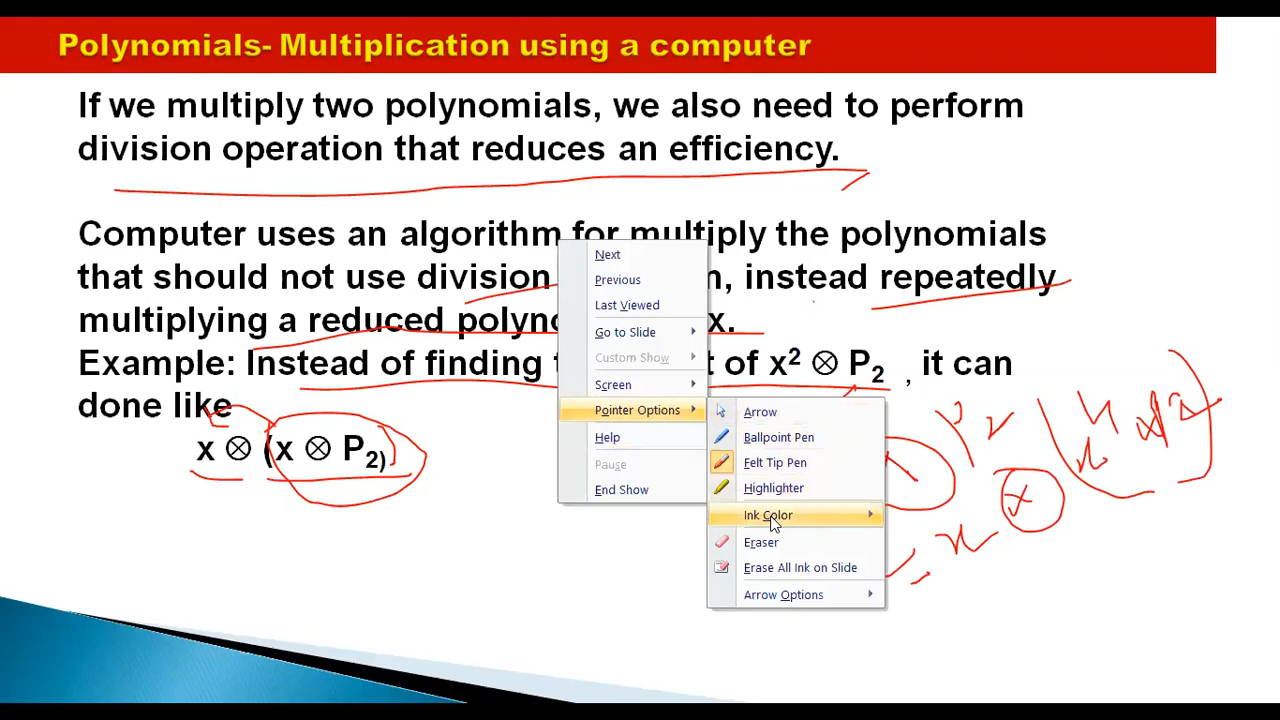 Polynomials- Multiplication using a computer
If we multiply two polynomials, we also need to perform
division operation that reduces an efficiency.
Computer uses an algorithm for multiply the polynomials
that should not use division n, instead repeatedly
multiplying a reduced polyno x.
Example: Instead of finding t t of x² ⊗ P₂ , it can
done like
x ⊗ (x ⊗ P₂)
Next
Previous
Last Viewed
Go to Slide
Custom Show
Screen
Pointer Options
Help
Pause
End Show
Arrow
Ballpoint Pen
Felt Tip Pen
Highlighter
Ink Color
Eraser
Erase All Ink on Slide
Arrow Options